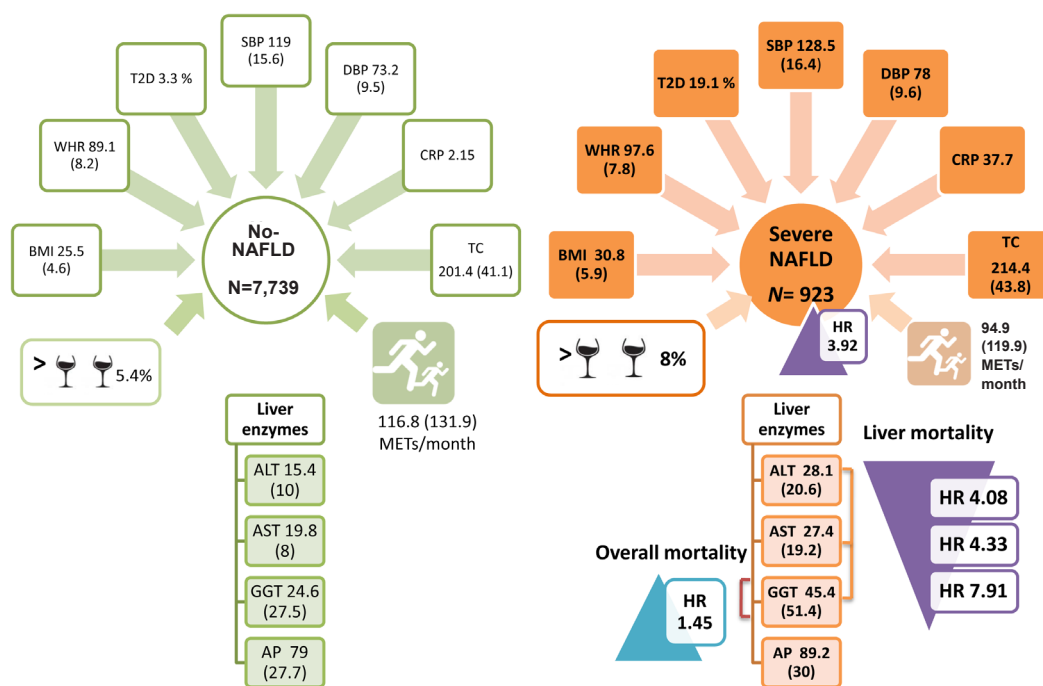 SBP 119
(15.6)
T2D 3.3 %
DBP 73.2
(9.5)
WHR 89.1
(8.2)
CRP 2.15
BMI 25.5
(4.6)
No-
NAFLD
N=7,739
TC
201.4 (41.1)
> 5.4%
116.8 (131.9)
METs/month
Liver
enzymes
ALT 15.4
(10)
AST 19.8
(8)
GGT 24.6
(27.5)
AP 79
(27.7)
SBP 128.5
(16.4)
T2D 19.1 %
DBP 78
(9.6)
WHR 97.6
(7.8)
CRP 37.7
BMI 30.8
(5.9)
Severe
NAFLD
N= 923
TC
214.4
(43.8)
> 8%
HR
3.92
94.9
(119.9)
METs/
month
Liver
enzymes
ALT 28.1
(20.6)
AST 27.4
(19.2)
GGT 45.4
(51.4)
AP 89.2
(30)
Overall mortality
HR
1.45
Liver mortality
HR 4.08
HR 4.33
HR 7.91